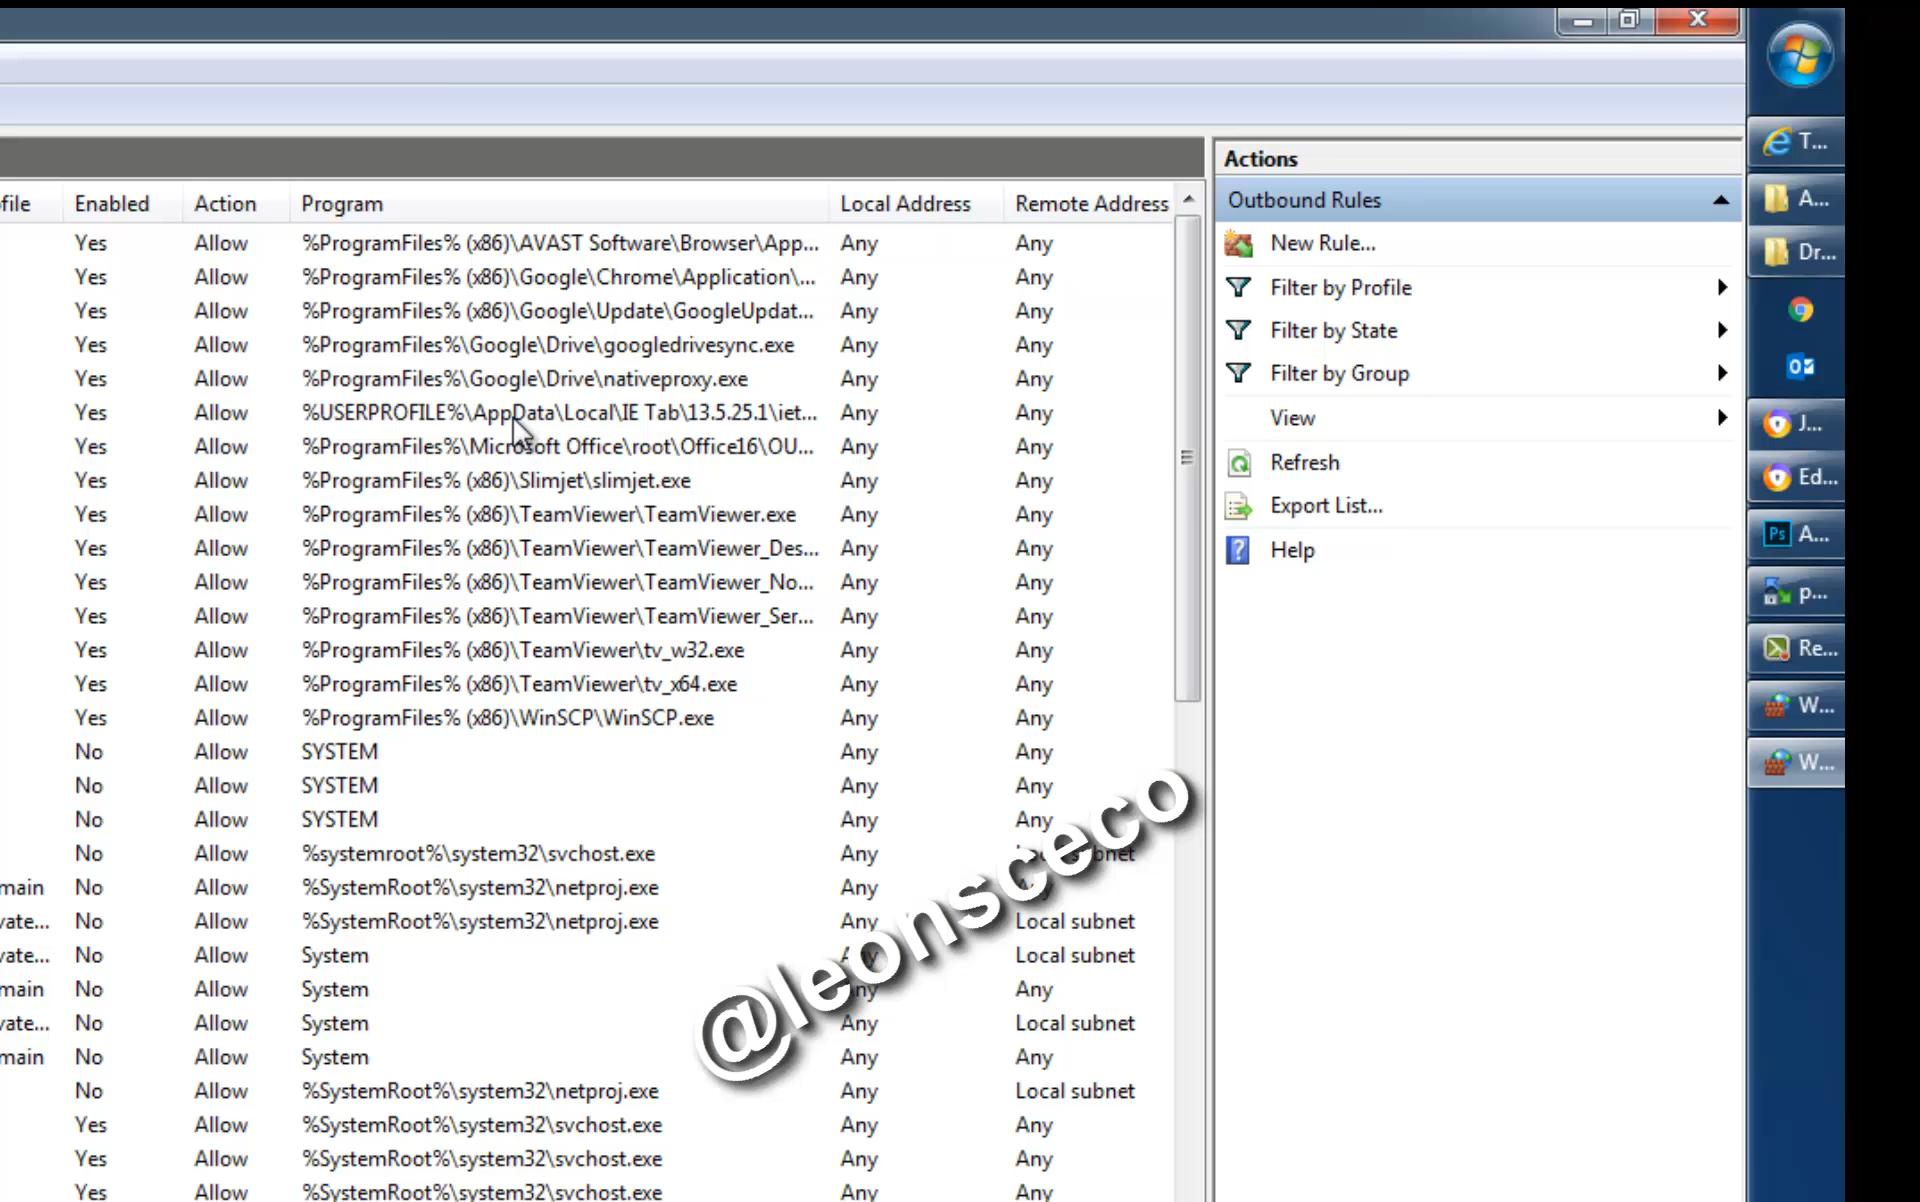 file Enabled Action Program Local Address Remote Address
Yes Allow %ProgramFiles% (x86)\AVAST Software\Browser\App... Any Any
Yes Allow %ProgramFiles% (x86)\Google\Chrome\Application\... Any Any
Yes Allow %ProgramFiles% (x86)\Google\Update\GoogleUpdat... Any Any
Yes Allow %ProgramFiles%\Google\Drive\googledrivesync.exe Any Any
Yes Allow %ProgramFiles%\Google\Drive\nativeproxy.exe Any Any
Yes Allow %USERPROFILE%\AppData\Local\IE Tab\13.5.25.1\iet... Any Any
Yes Allow %ProgramFiles%\Microsoft Office\root\Office16\OU... Any Any
Yes Allow %ProgramFiles% (x86)\Slimjet\slimjet.exe Any Any
Yes Allow %ProgramFiles% (x86)\TeamViewer\TeamViewer.exe Any Any
Yes Allow %ProgramFiles% (x86)\TeamViewer\TeamViewer_Des... Any Any
Yes Allow %ProgramFiles% (x86)\TeamViewer\TeamViewer_No... Any Any
Yes Allow %ProgramFiles% (x86)\TeamViewer\TeamViewer_Ser... Any Any
Yes Allow %ProgramFiles% (x86)\TeamViewer\tv_w32.exe Any Any
Yes Allow %ProgramFiles% (x86)\TeamViewer\tv_x64.exe Any Any
Yes Allow %ProgramFiles% (x86)\WinSCP\WinSCP.exe Any Any
No Allow SYSTEM Any Any
No Allow SYSTEM Any Any
No Allow SYSTEM Any Any
No Allow %systemroot%\system32\svchost.exe Any Local subnet
main No Allow %SystemRoot%\system32\netproj.exe Any Any
vate... No Allow %SystemRoot%\system32\netproj.exe Any Local subnet
vate... No Allow System Any Local subnet
main No Allow System Any Any
vate... No Allow System Any Local subnet
main No Allow System Any Any
No Allow %SystemRoot%\system32\netproj.exe Any Local subnet
Yes Allow %SystemRoot%\system32\svchost.exe Any Any
Yes Allow %SystemRoot%\system32\svchost.exe Any Any
Yes Allow %SystemRoot%\system32\svchost.exe Any Any
@leonsceco
Actions
Outbound Rules
New Rule...
Filter by Profile
Filter by State
Filter by Group
View
Refresh
Export List...
Help
T...
A...
Dr...
J...
Ed...
Ps A...
p...
Re...
W...
W...